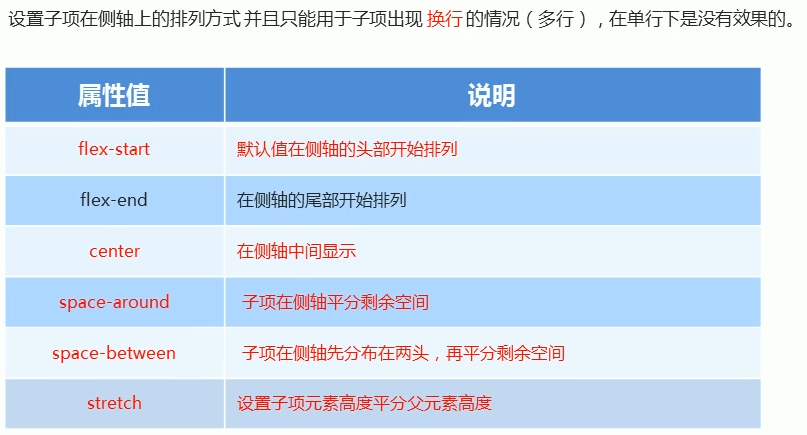 设置子项在侧轴上的排列方式 并且只能用于子项出现 换行 的情况（多行），在单行下是没有效果的。
属性值 说明
flex-start 默认值在侧轴的头部开始排列
flex-end 在侧轴的尾部开始排列
center 在侧轴中间显示
space-around 子项在侧轴平分剩余空间
space-between 子项在侧轴先分布在两头，再平分剩余空间
stretch 设置子项元素高度平分父元素高度